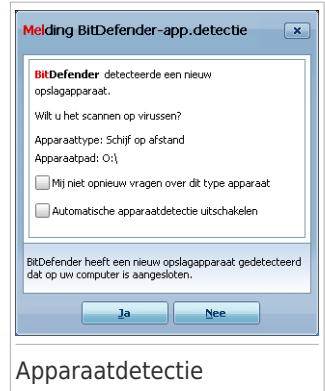 Melding BitDefender-app.detectie
BitDefender detecteerde een nieuw
opslagapparaat.
Wilt u het scannen op virussen?
Apparaattype: Schijf op afstand
Apparaatpad: O:\
Mij niet opnieuw vragen over dit type apparaat
Automatische apparaatdetectie uitschakelen
BitDefender heeft een nieuw opslagapparaat gedetecteerd
dat op uw computer is aangesloten.
Ja
Nee
Apparaatdetectie